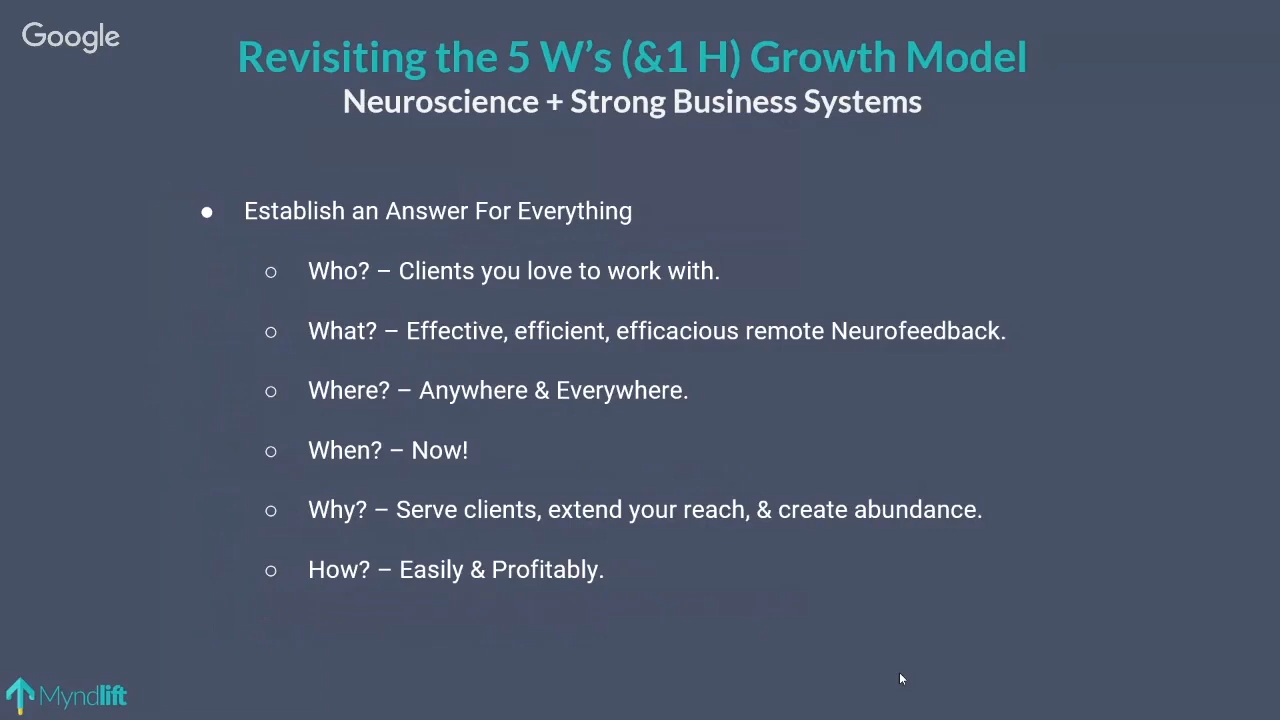 Google
Revisiting the 5 W's (&1 H) Growth Model
Neuroscience + Strong Business Systems
● Establish an Answer For Everything
○ Who? – Clients you love to work with.
○ What? – Effective, efficient, efficacious remote Neurofeedback.
○ Where? – Anywhere & Everywhere.
○ When? – Now!
○ Why? – Serve clients, extend your reach, & create abundance.
○ How? – Easily & Profitably.
Myndlift